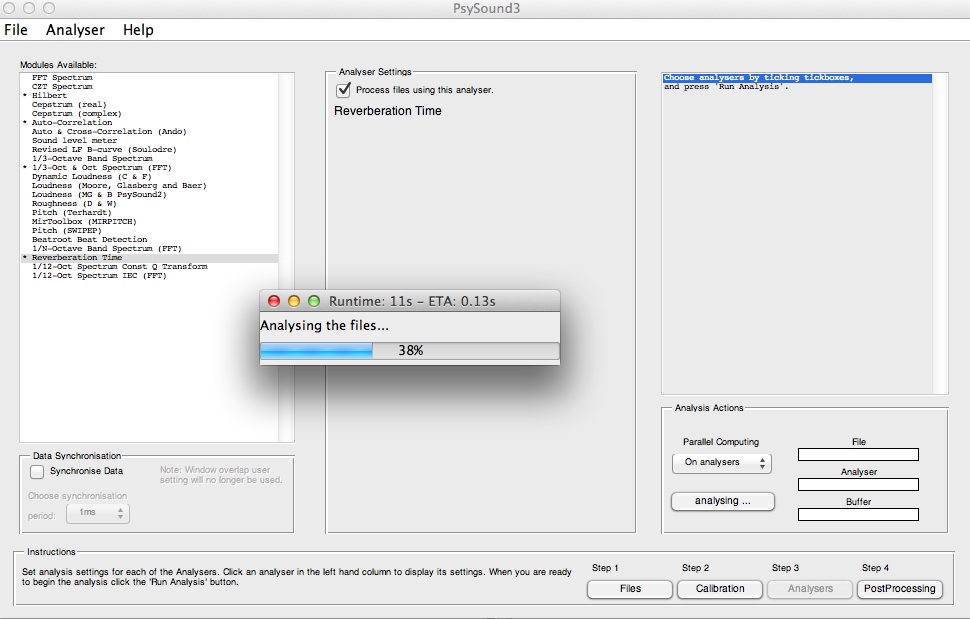 PsySound3
File Analyser Help
Modules Available:
FFT Spectrum
CZT Spectrum
* Hilbert
Cepstrum (real)
Cepstrum (complex)
* Auto-Correlation
Auto & Cross-Correlation (Ando)
Sound level meter
Revised LF B-curve (Soulodre)
1/3-Octave Band Spectrum
* 1/3-Oct & Oct Spectrum (FFT)
Dynamic Loudness (C & F)
Loudness (Moore, Glasberg and Baer)
Loudness (MG & B PsySound2)
Roughness (D & W)
Pitch (Terhardt)
MirToolbox (MIRPITCH)
Pitch (SWIPEP)
Beatroot Beat Detection
1/N-Octave Band Spectrum (FFT)
* Reverberation Time
1/12-Oct Spectrum Const Q Transform
1/12-Oct Spectrum IEC (FFT)
Analyser Settings
Process files using this analyser.
Reverberation Time
Choose analysers by ticking tickboxes,
and press 'Run Analysis'.
Runtime: 11s – ETA: 0.13s
Analysing the files...
38%
Data Synchronisation
Synchronise Data
Note: Window overlap user
setting will no longer be used.
Choose synchronisation
period:
1ms
Analysis Actions
Parallel Computing
On analysers
analysing ...
File
Analyser
Buffer
Instructions
Set analysis settings for each of the Analysers. Click an analyser in the left hand column to display its settings. When you are ready
to begin the analysis click the 'Run Analysis' button.
Step 1
Step 2
Step 3
Step 4
Files
Calibration
Analysers
PostProcessing